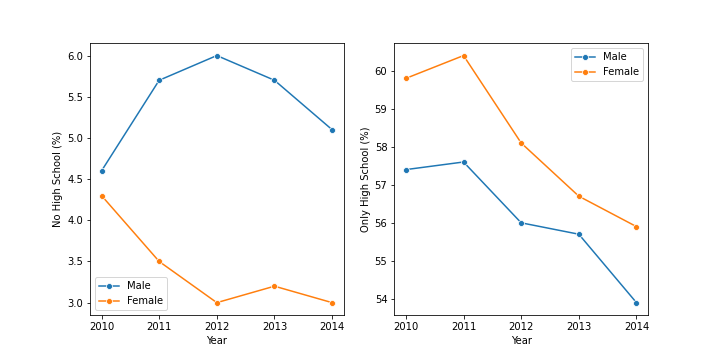 No High School (%)
6.0
5.5
5.0
4.5
4.0
3.5
3.0
Male
Female
2010 2011 2012 2013 2014
Year
Only High School (%)
60
59
58
57
56
55
54
Male
Female
2010 2011 2012 2013 2014
Year